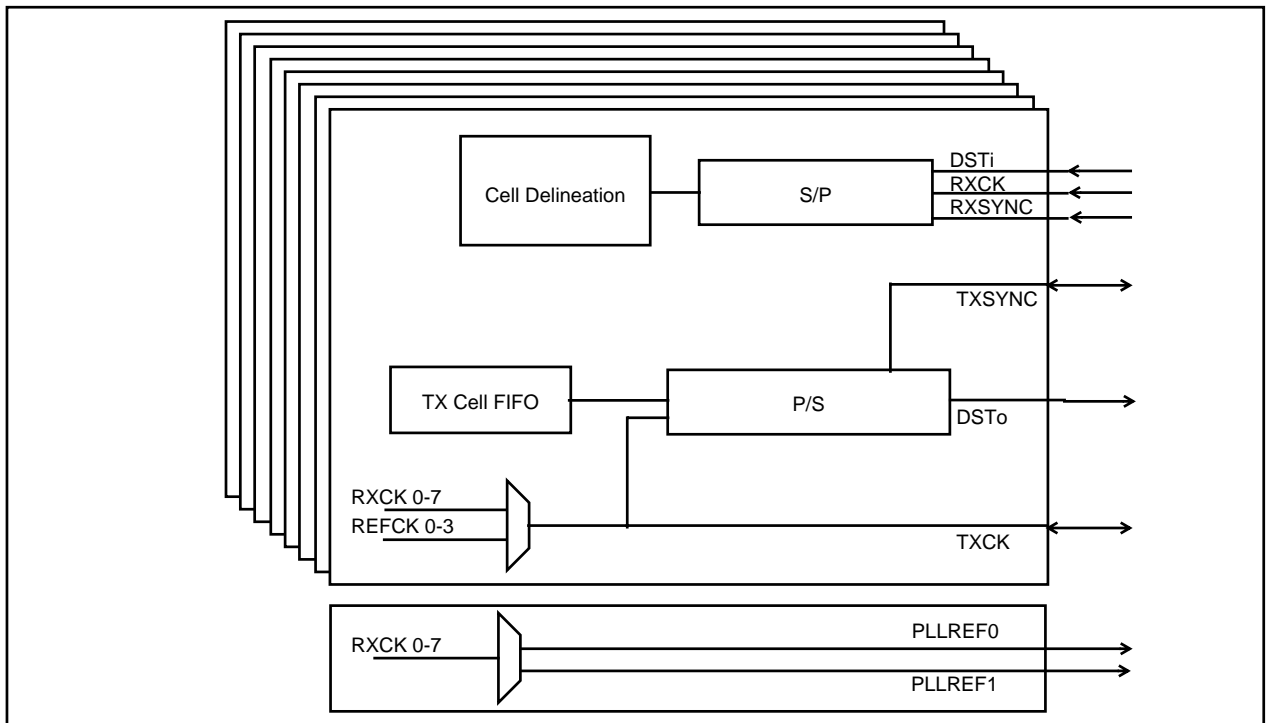 DSTi
Cell Delineation
S/P
RXCK
RXSYNC
TXSYNC
TX Cell FIFO
P/S
DSTo
RXCK 0-7
REFCK 0-3
TXCK
PLLREF0
RXCK 0-7
PLLREF1